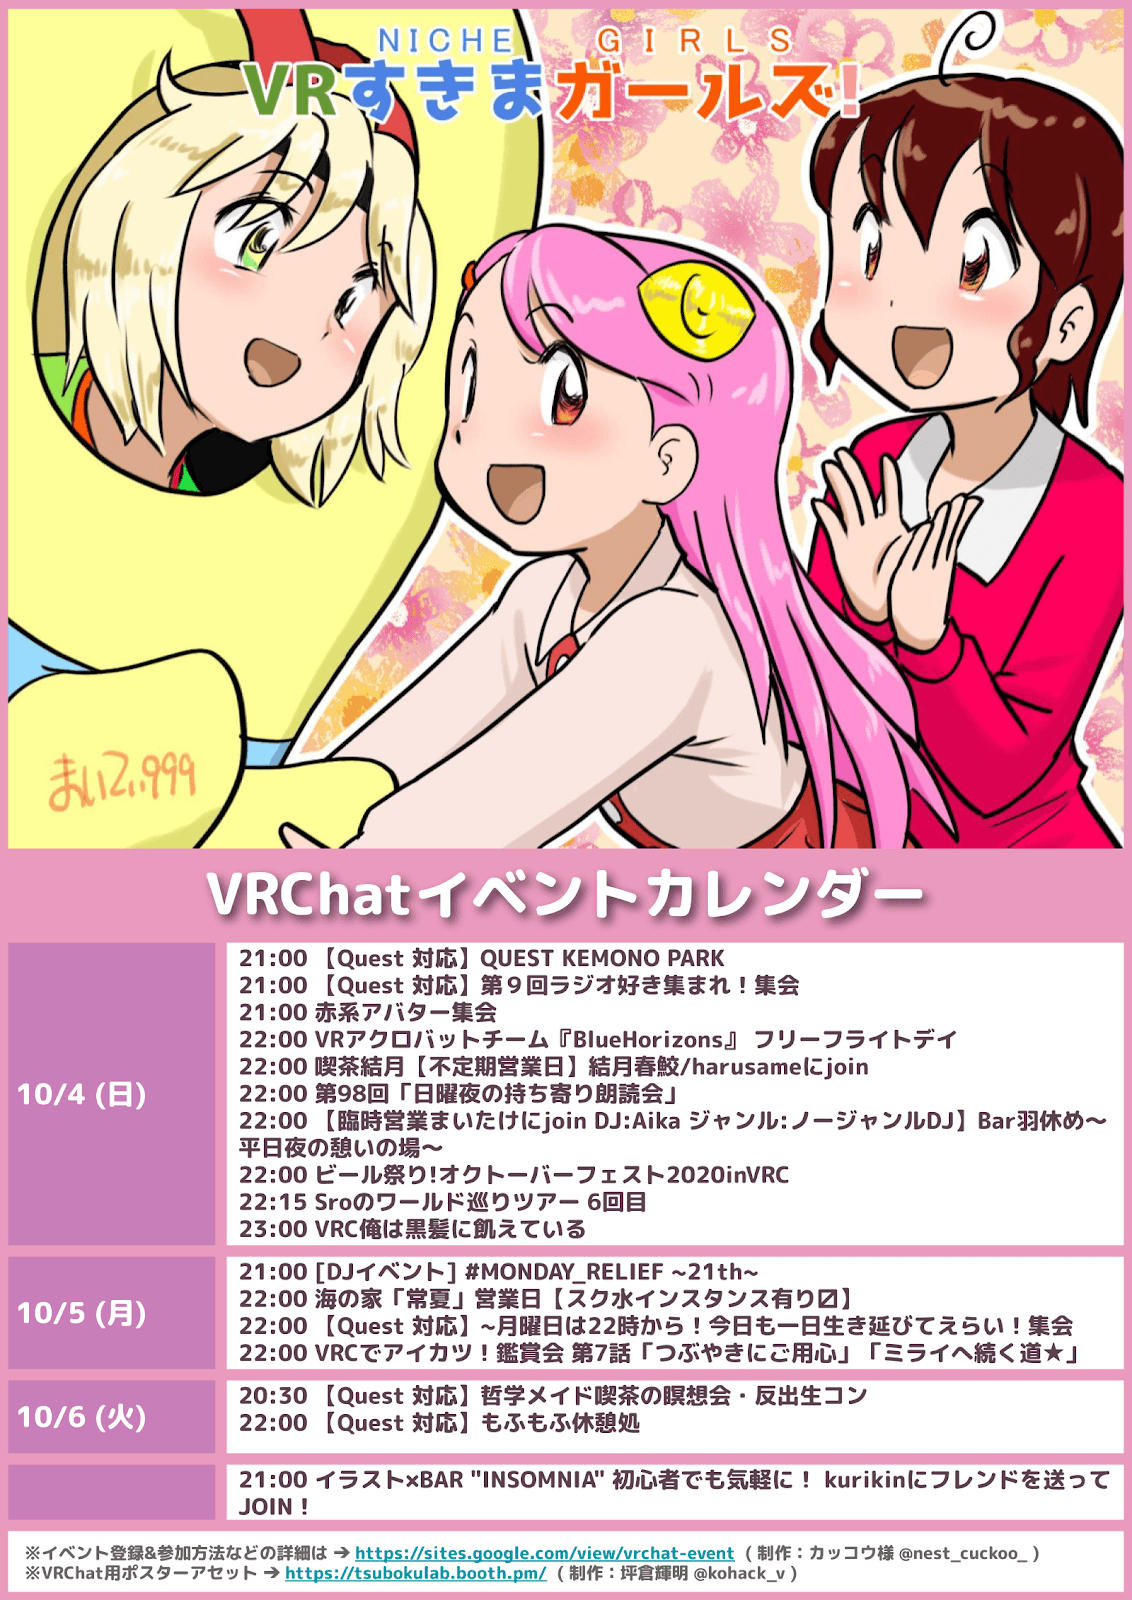 NICHE GIRLS
VRすきまガールズ!
まいてぃ999
VRChatイベントカレンダー
10/4 (日)
21:00 【Quest 対応】QUEST KEMONO PARK
21:00 【Quest 対応】第９回ラジオ好き集まれ！集会
21:00 赤系アバター集会
22:00 VRアクロバットチーム『BlueHorizons』 フリーフライトデイ
22:00 喫茶結月【不定期営業日】結月春鮫/harusameにjoin
22:00 第98回「日曜夜の持ち寄り朗読会」
22:00 【臨時営業まいたけにjoin DJ:Aika ジャンル:ノージャンルDJ】Bar羽休め～
平日夜の憩いの場～
22:00 ビール祭り!オクトーバーフェスト2020inVRC
22:15 Sroのワールド巡りツアー 6回目
23:00 VRC俺は黒髪に飢えている
10/5 (月)
21:00 [DJイベント] #MONDAY_RELIEF ~21th~
22:00 海の家「常夏」営業日【スク水インスタンス有り〼】
22:00 【Quest 対応】~月曜日は22時から！今日も一日生き延びてえらい！集会
22:00 VRCでアイカツ！鑑賞会 第7話「つぶやきにご用心」「ミライへ続く道★」
10/6 (火)
20:30 【Quest 対応】哲学メイド喫茶の瞑想会・反出生コン
22:00 【Quest 対応】もふもふ休憩処
21:00 イラスト×BAR "INSOMNIA" 初心者でも気軽に！ kurikinにフレンドを送って
JOIN！
※イベント登録&参加方法などの詳細は → https://sites.google.com/view/vrchat-event （ 制作：カッコウ様 @nest_cuckoo_ ）
※VRChat用ポスターアセット → https://tsubokulab.booth.pm/ （ 制作：坪倉輝明 @kohack_v ）